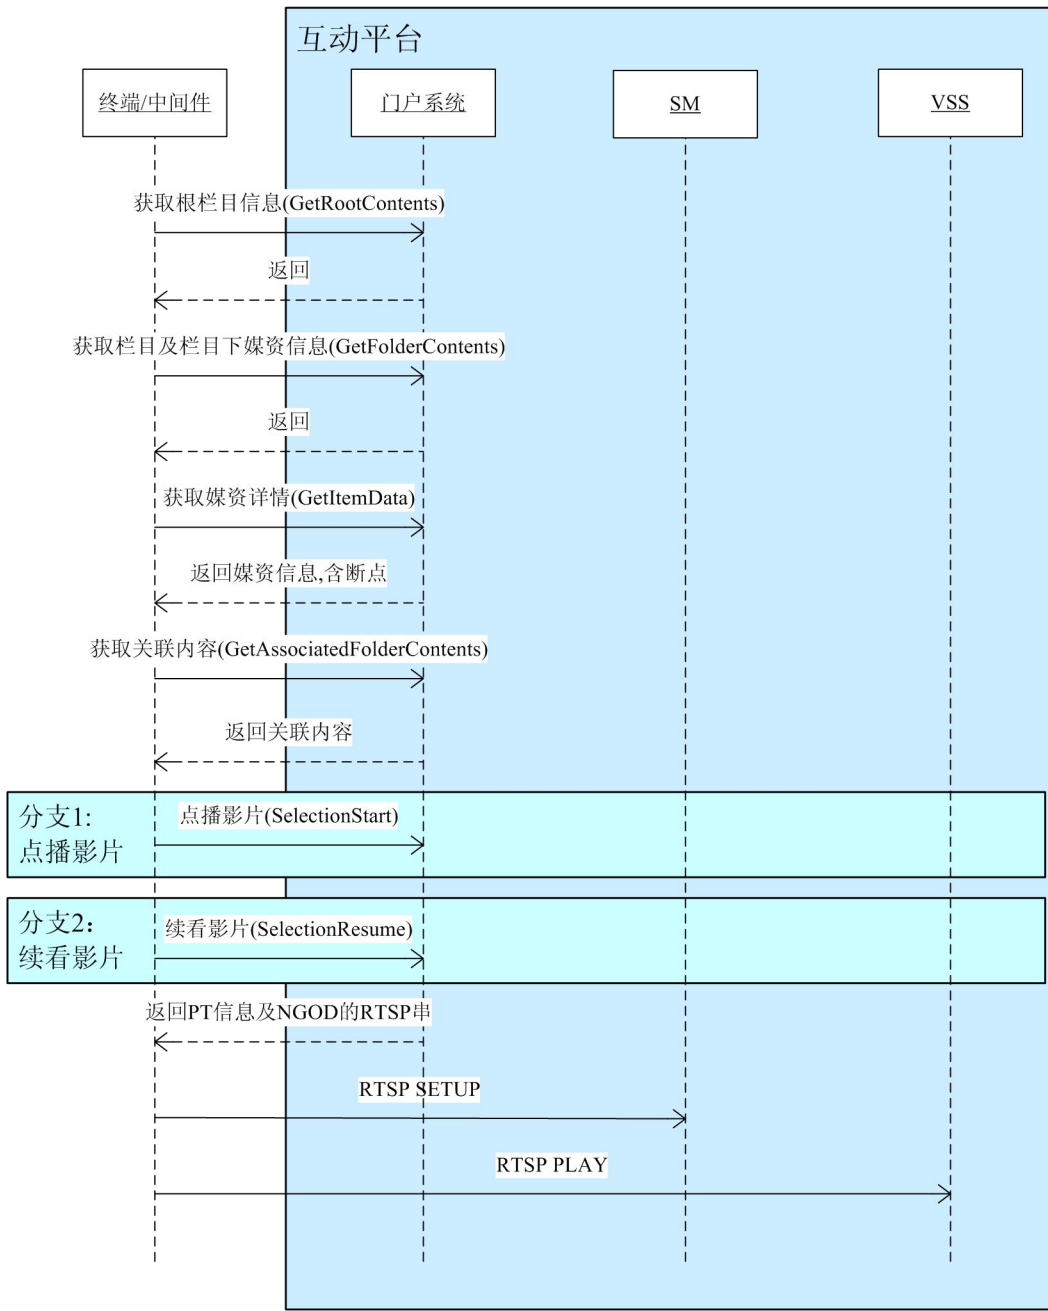 互动平台
终端/中间件
门户系统
SM
VSS
获取根栏目信息(GetRootContents)
返回
获取栏目及栏目下媒资信息(GetFolderContents)
返回
获取媒资详情(GetItemData)
返回媒资信息,含断点
获取关联内容(GetAssociatedFolderContents)
返回关联内容
分支1:
点播影片
点播影片(SelectionStart)
分支2：
续看影片
续看影片(SelectionResume)
返回PT信息及NGOD的RTSP串
RTSP SETUP
RTSP PLAY